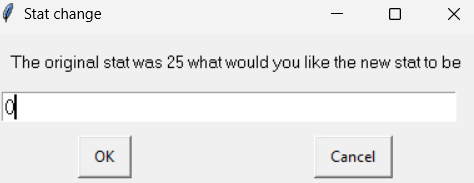 Stat change
The original stat was 25 what would you like the new stat to be
0
OK
Cancel